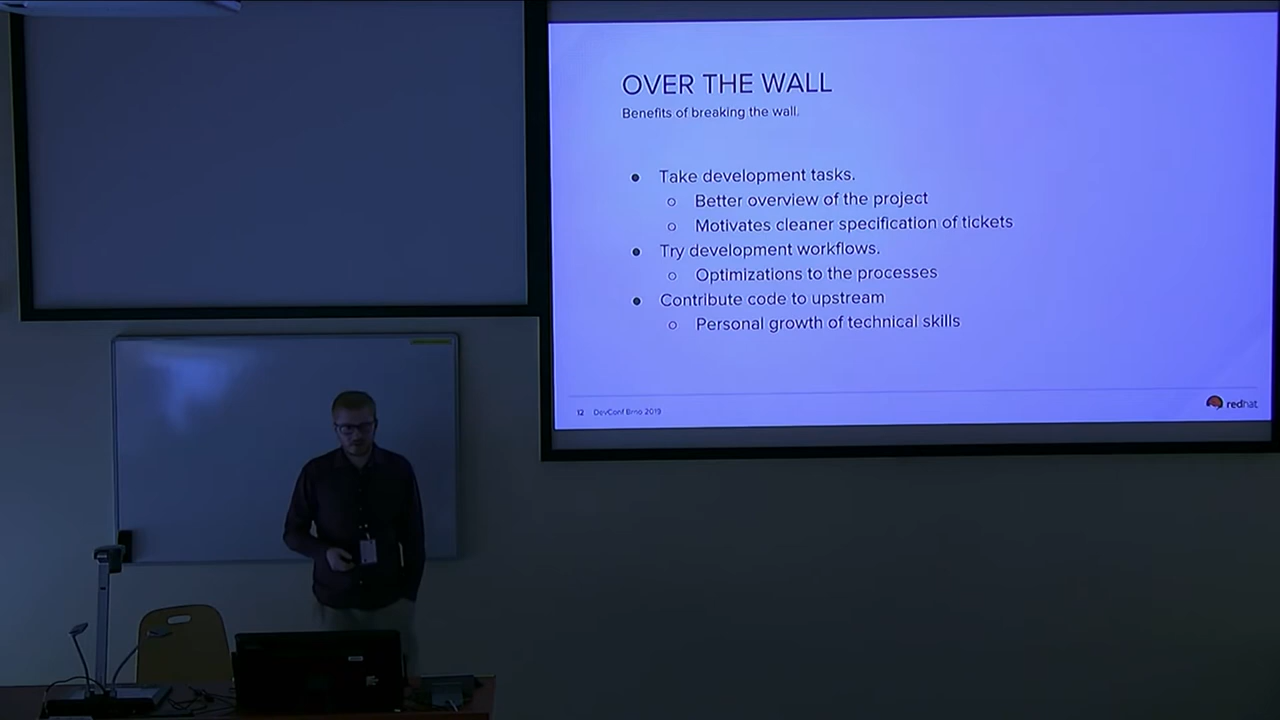 OVER THE WALL
Benefits of breaking the wall.
● Take development tasks.
○ Better overview of the project
○ Motivates cleaner specification of tickets
● Try development workflows.
○ Optimizations to the processes
● Contribute code to upstream
○ Personal growth of technical skills
12 DevConf Brno 2019
redhat